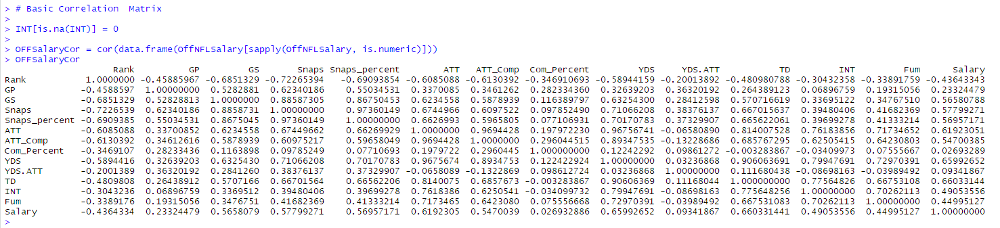 > # Basic Correlation  Matrix
>
> INT[is.na(INT)] = 0
>
> OFFSalaryCor = cor(data.frame(OffNFLSalary[sapply(OffNFLSalary, is.numeric)]))
> OFFSalaryCor
Rank GP GS Snaps Snaps_percent ATT ATT_Comp Com_Percent YDS YDS.ATT TD INT Fum Salary
Rank 1.0000000 -0.45885967 -0.6851329 -0.72265394 -0.69093854 -0.6085088 -0.6130392 -0.346910693 -0.58944159 -0.20013892 -0.480980788 -0.30432358 -0.33891759 -0.43643343
GP -0.4588597 1.00000000 0.5282881 0.62340186 0.55034531 0.3370085 0.3461262 0.282334360 0.32639203 0.36320192 0.264389123 0.06896759 0.19315056 0.23324479
GS -0.6851329 0.52828813 1.0000000 0.88587305 0.86750453 0.6234558 0.5878939 0.116389797 0.63254300 0.28412598 0.570716619 0.33695122 0.34767510 0.56580788
Snaps -0.7226539 0.62340186 0.8858731 1.00000000 0.97360149 0.6744966 0.6097522 0.097852490 0.71066208 0.38376137 0.667015637 0.39480406 0.41682369 0.57799271
Snaps_percent -0.6909385 0.55034531 0.8675045 0.97360149 1.00000000 0.6626993 0.5965805 0.077106931 0.70170783 0.37329907 0.665622061 0.39699278 0.41333214 0.56957171
ATT -0.6085088 0.33700852 0.6234558 0.67449662 0.66269929 1.0000000 0.9694428 0.197972230 0.96756741 -0.06580890 0.814007528 0.76183856 0.71734652 0.61923051
ATT_Comp -0.6130392 0.34612616 0.5878939 0.60975217 0.59658049 0.9694428 1.0000000 0.296044515 0.89347535 -0.13228686 0.685767295 0.62505415 0.64230803 0.54700385
Com_Percent -0.3469107 0.28233436 0.1163898 0.09785249 0.07710693 0.1979722 0.2960445 1.000000000 0.12242292 0.09861272 -0.003283867 -0.03409973 0.07555667 0.02693289
YDS -0.5894416 0.32639203 0.6325430 0.71066208 0.70170783 0.9675674 0.8934753 0.122422924 1.00000000 0.03236868 0.906063691 0.79947691 0.72970391 0.65992652
YDS.ATT -0.2001389 0.36320192 0.2841260 0.38376137 0.37329907 -0.0658089 -0.1322869 0.098612724 0.03236868 1.00000000 0.111680438 -0.08698163 -0.03989492 0.09341867
TD -0.4809808 0.26438912 0.5707166 0.66701564 0.66562206 0.8140075 0.6857673 -0.003283867 0.90606369 0.11168044 1.000000000 0.77564826 0.66753108 0.66033144
INT -0.3043236 0.06896759 0.3369512 0.39480406 0.39699278 0.7618386 0.6250541 -0.034099732 0.79947691 -0.08698163 0.775648256 1.00000000 0.70262113 0.49053556
Fum -0.3389176 0.19315056 0.3476751 0.41682369 0.41333214 0.7173465 0.6423080 0.075556668 0.72970391 -0.03989492 0.667531083 0.70262113 1.00000000 0.44995127
Salary -0.4364334 0.23324479 0.5658079 0.57799271 0.56957171 0.6192305 0.5470039 0.026932886 0.65992652 0.09341867 0.660331441 0.49053556 0.44995127 1.00000000
>